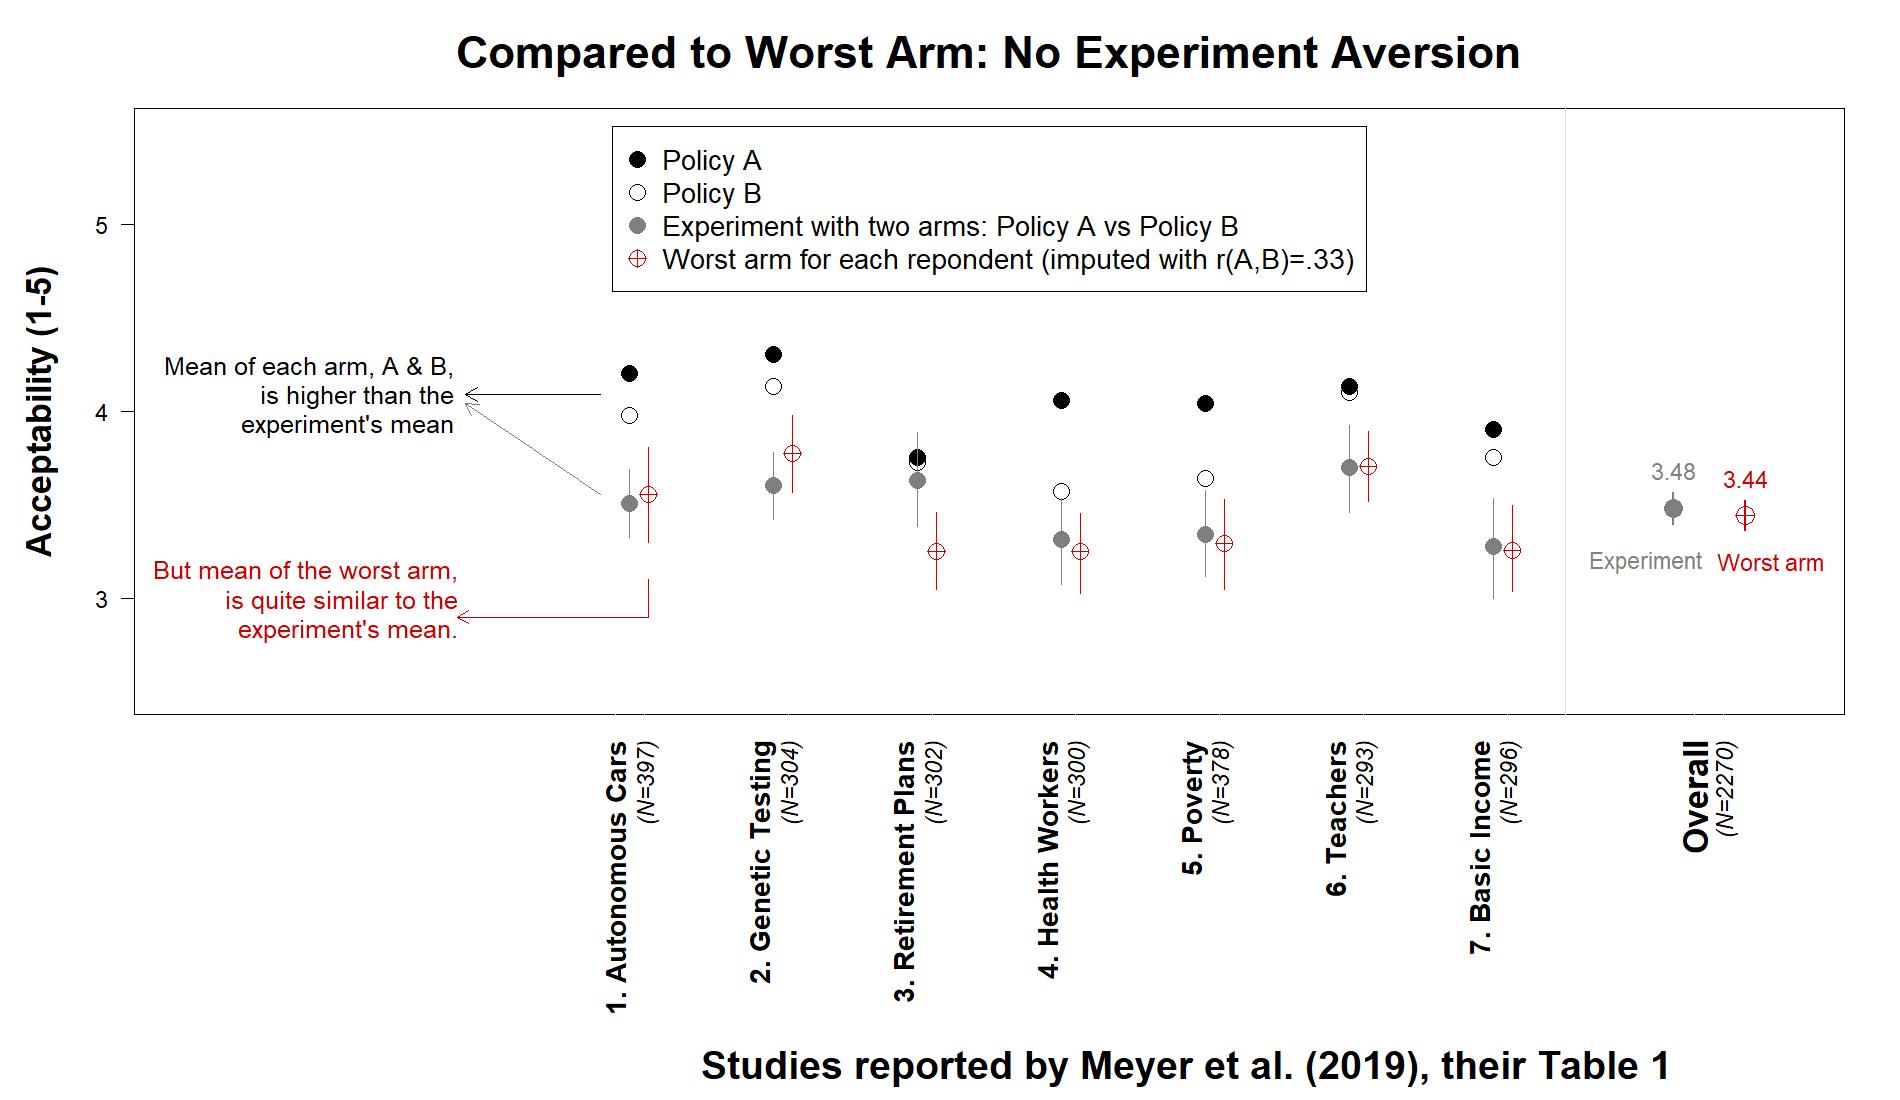 Compared to Worst Arm: No Experiment Aversion
Policy A
Policy B
Experiment with two arms: Policy A vs Policy B
Worst arm for each repondent (imputed with r(A,B)=.33)
Acceptability (1-5)
5
4
3
Mean of each arm, A & B,
is higher than the
experiment's mean
But mean of the worst arm,
is quite similar to the
experiment's mean.
3.48
3.44
Experiment
Worst arm
1. Autonomous Cars
(N=397)
2. Genetic Testing
(N=304)
3. Retirement Plans
(N=302)
4. Health Workers
(N=300)
5. Poverty
(N=378)
6. Teachers
(N=293)
7. Basic Income
(N=296)
Overall
(N=2270)
Studies reported by Meyer et al. (2019), their Table 1